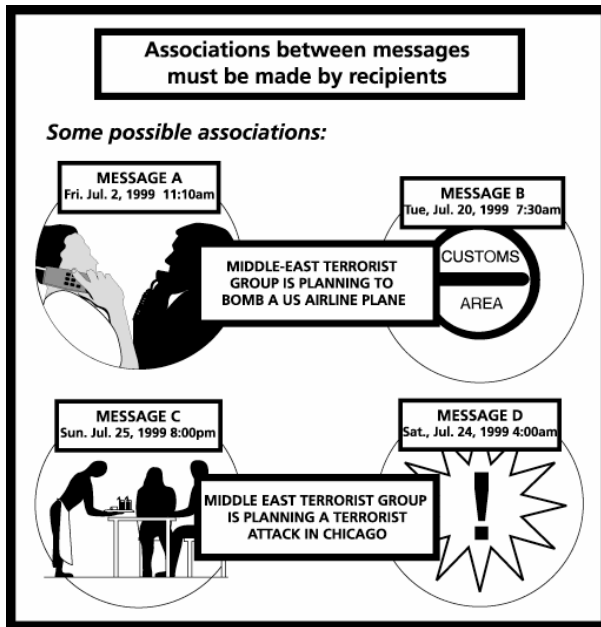 Associations between messages
must be made by recipients
Some possible associations:
MESSAGE A
Fri. Jul. 2, 1999 11:10am
MESSAGE B
Tue, Jul. 20, 1999 7:30am
MIDDLE-EAST TERRORIST
GROUP IS PLANNING TO
BOMB A US AIRLINE PLANE
CUSTOMS
AREA
MESSAGE C
Sun. Jul. 25, 1999 8:00pm
MESSAGE D
Sat., Jul. 24, 1999 4:00am
MIDDLE EAST TERRORIST GROUP
IS PLANNING A TERRORIST
ATTACK IN CHICAGO
!